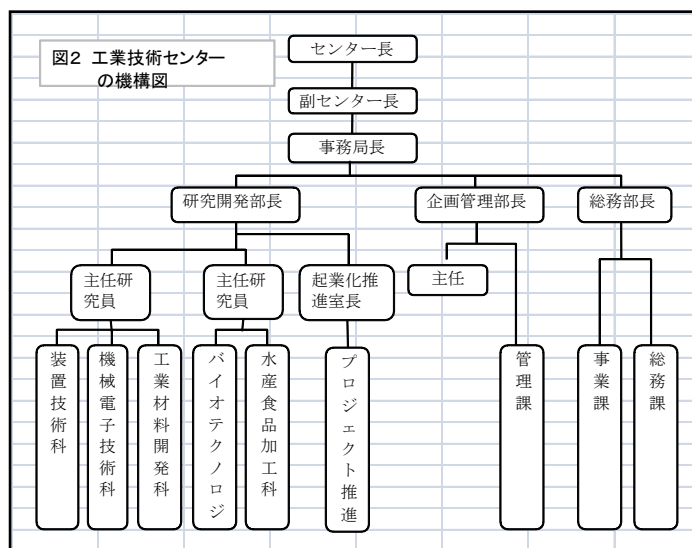 図2 工業技術センター
の機構図
センター長
副センター長
事務局長
研究開発部長
企画管理部長
総務部長
主任研
究員
主任研
究員
起業化推
進室長
主任
装置技術科
機械電子技術科
工業材料開発科
バイオテクノロジ
水産食品加工科
プロジェクト推進
管理課
事業課
総務課